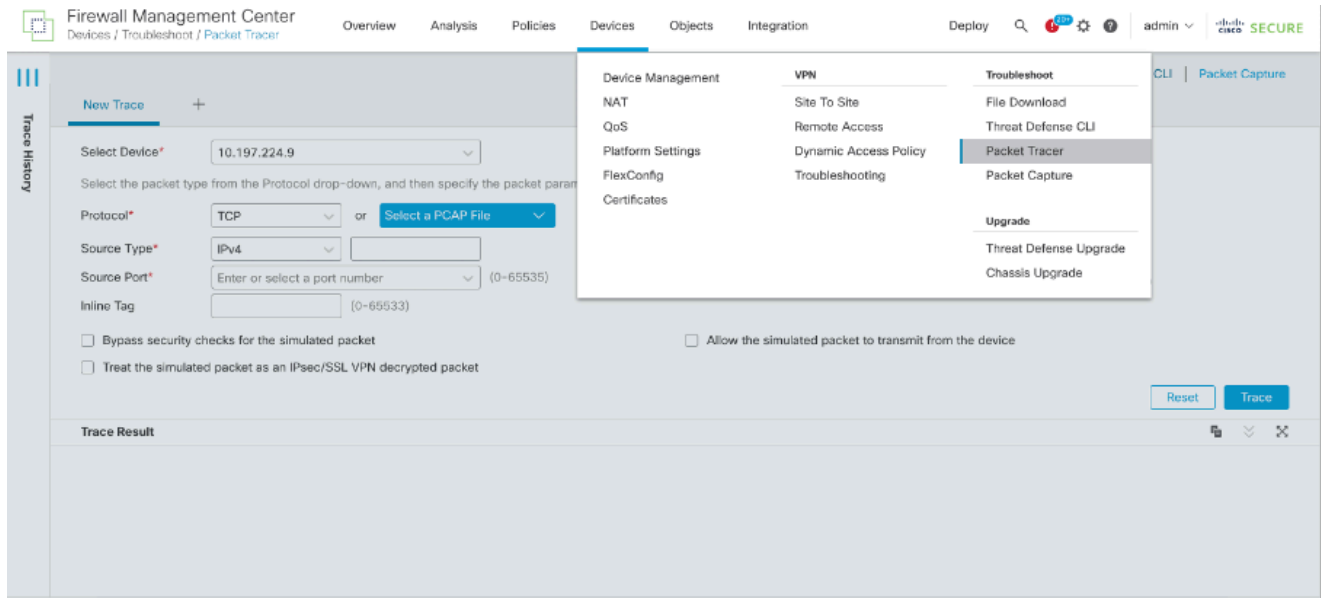 Firewall Management Center
Devices / Troubleshoot / Packet Tracer
Overview Analysis Policies Devices Objects Integration Deploy 20+ admin cisco SECURE
Device Management
NAT
QoS
Platform Settings
FlexConfig
Certificates
VPN
Site To Site
Remote Access
Dynamic Access Policy
Troubleshooting
Troubleshoot
File Download
Threat Defense CLI
Packet Tracer
Packet Capture
Upgrade
Threat Defense Upgrade
Chassis Upgrade
CLI | Packet Capture
Trace History
New Trace +
Select Device* 10.197.224.9
Select the packet type from the Protocol drop-down, and then specify the packet param
Protocol* TCP or Select a PCAP File
Source Type* IPv4
Source Port* Enter or select a port number (0-65535)
Inline Tag (0-65533)
Bypass security checks for the simulated packet Allow the simulated packet to transmit from the device
Treat the simulated packet as an IPsec/SSL VPN decrypted packet
Reset Trace
Trace Result